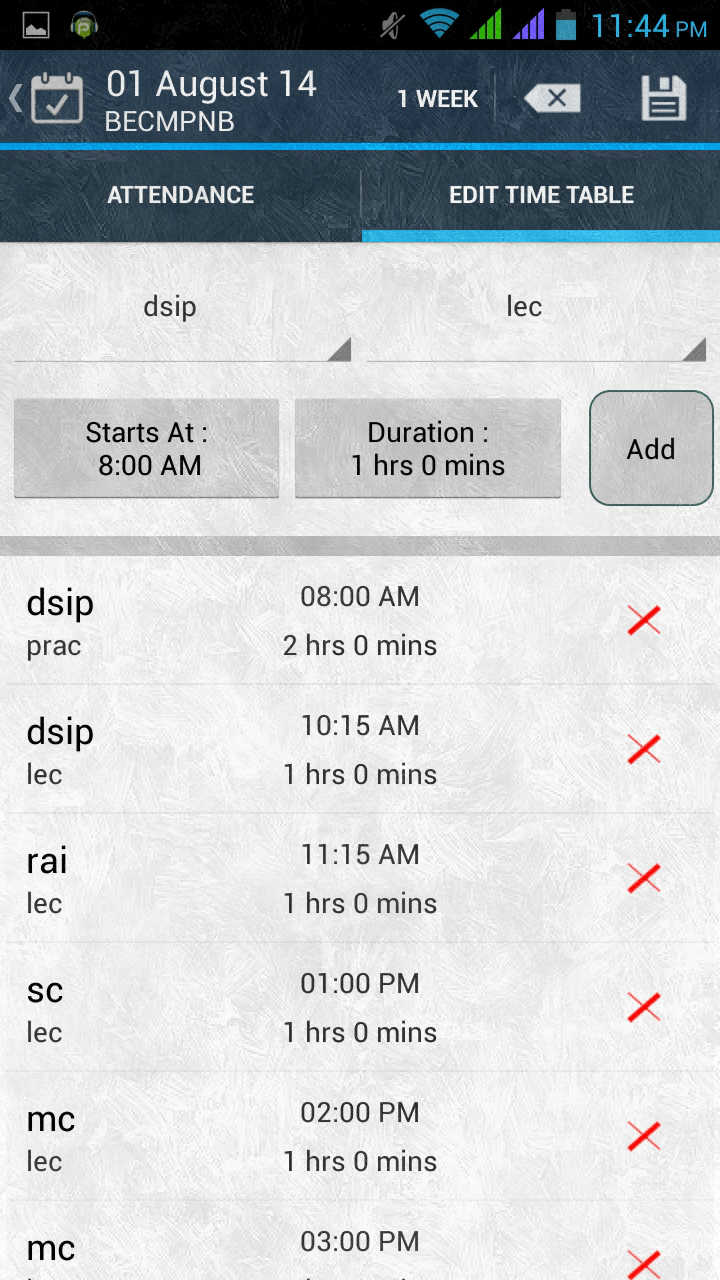 11:44 PM
01 August 14
BECMPNB
1 WEEK
ATTENDANCE
EDIT TIME TABLE
dsip
lec
Starts At :
8:00 AM
Duration :
1 hrs 0 mins
Add
dsip
08:00 AM
prac
2 hrs 0 mins
dsip
10:15 AM
lec
1 hrs 0 mins
rai
11:15 AM
lec
1 hrs 0 mins
sc
01:00 PM
lec
1 hrs 0 mins
mc
02:00 PM
lec
1 hrs 0 mins
mc
03:00 PM